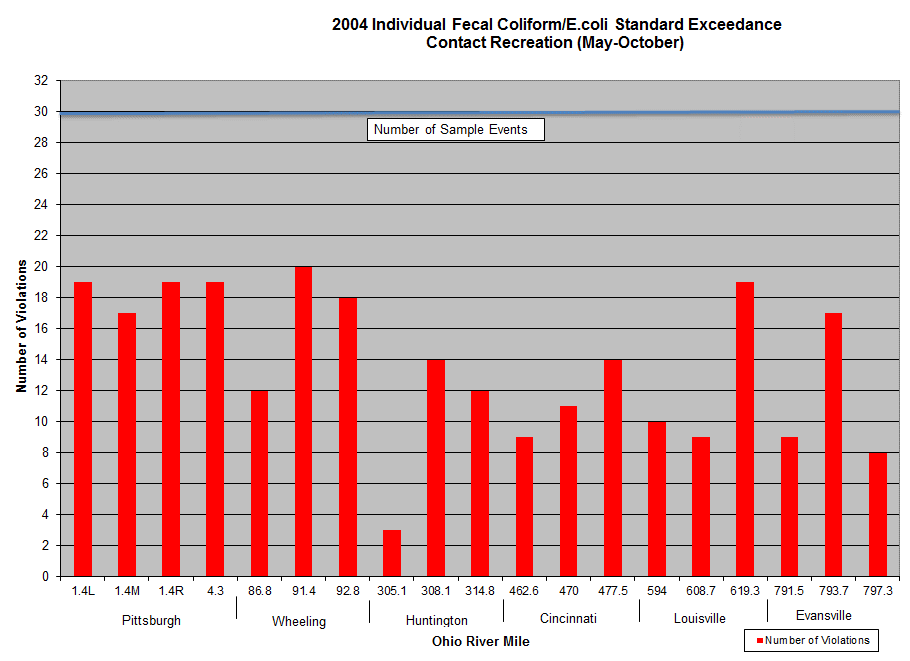 2004 Individual Fecal Coliform/E.coli Standard Exceedance
Contact Recreation (May-October)
32
30
28
26
24
22
20
18
16
14
12
10
8
6
4
2
0
Number of Violations
Number of Sample Events
1.4L 1.4M 1.4R 4.3 86.8 91.4 92.8 305.1 308.1 314.8 462.6 470 477.5 594 608.7 619.3 791.5 793.7 797.3
Pittsburgh Wheeling Huntington Cincinnati Louisville Evansville
Ohio River Mile
Number of Violations